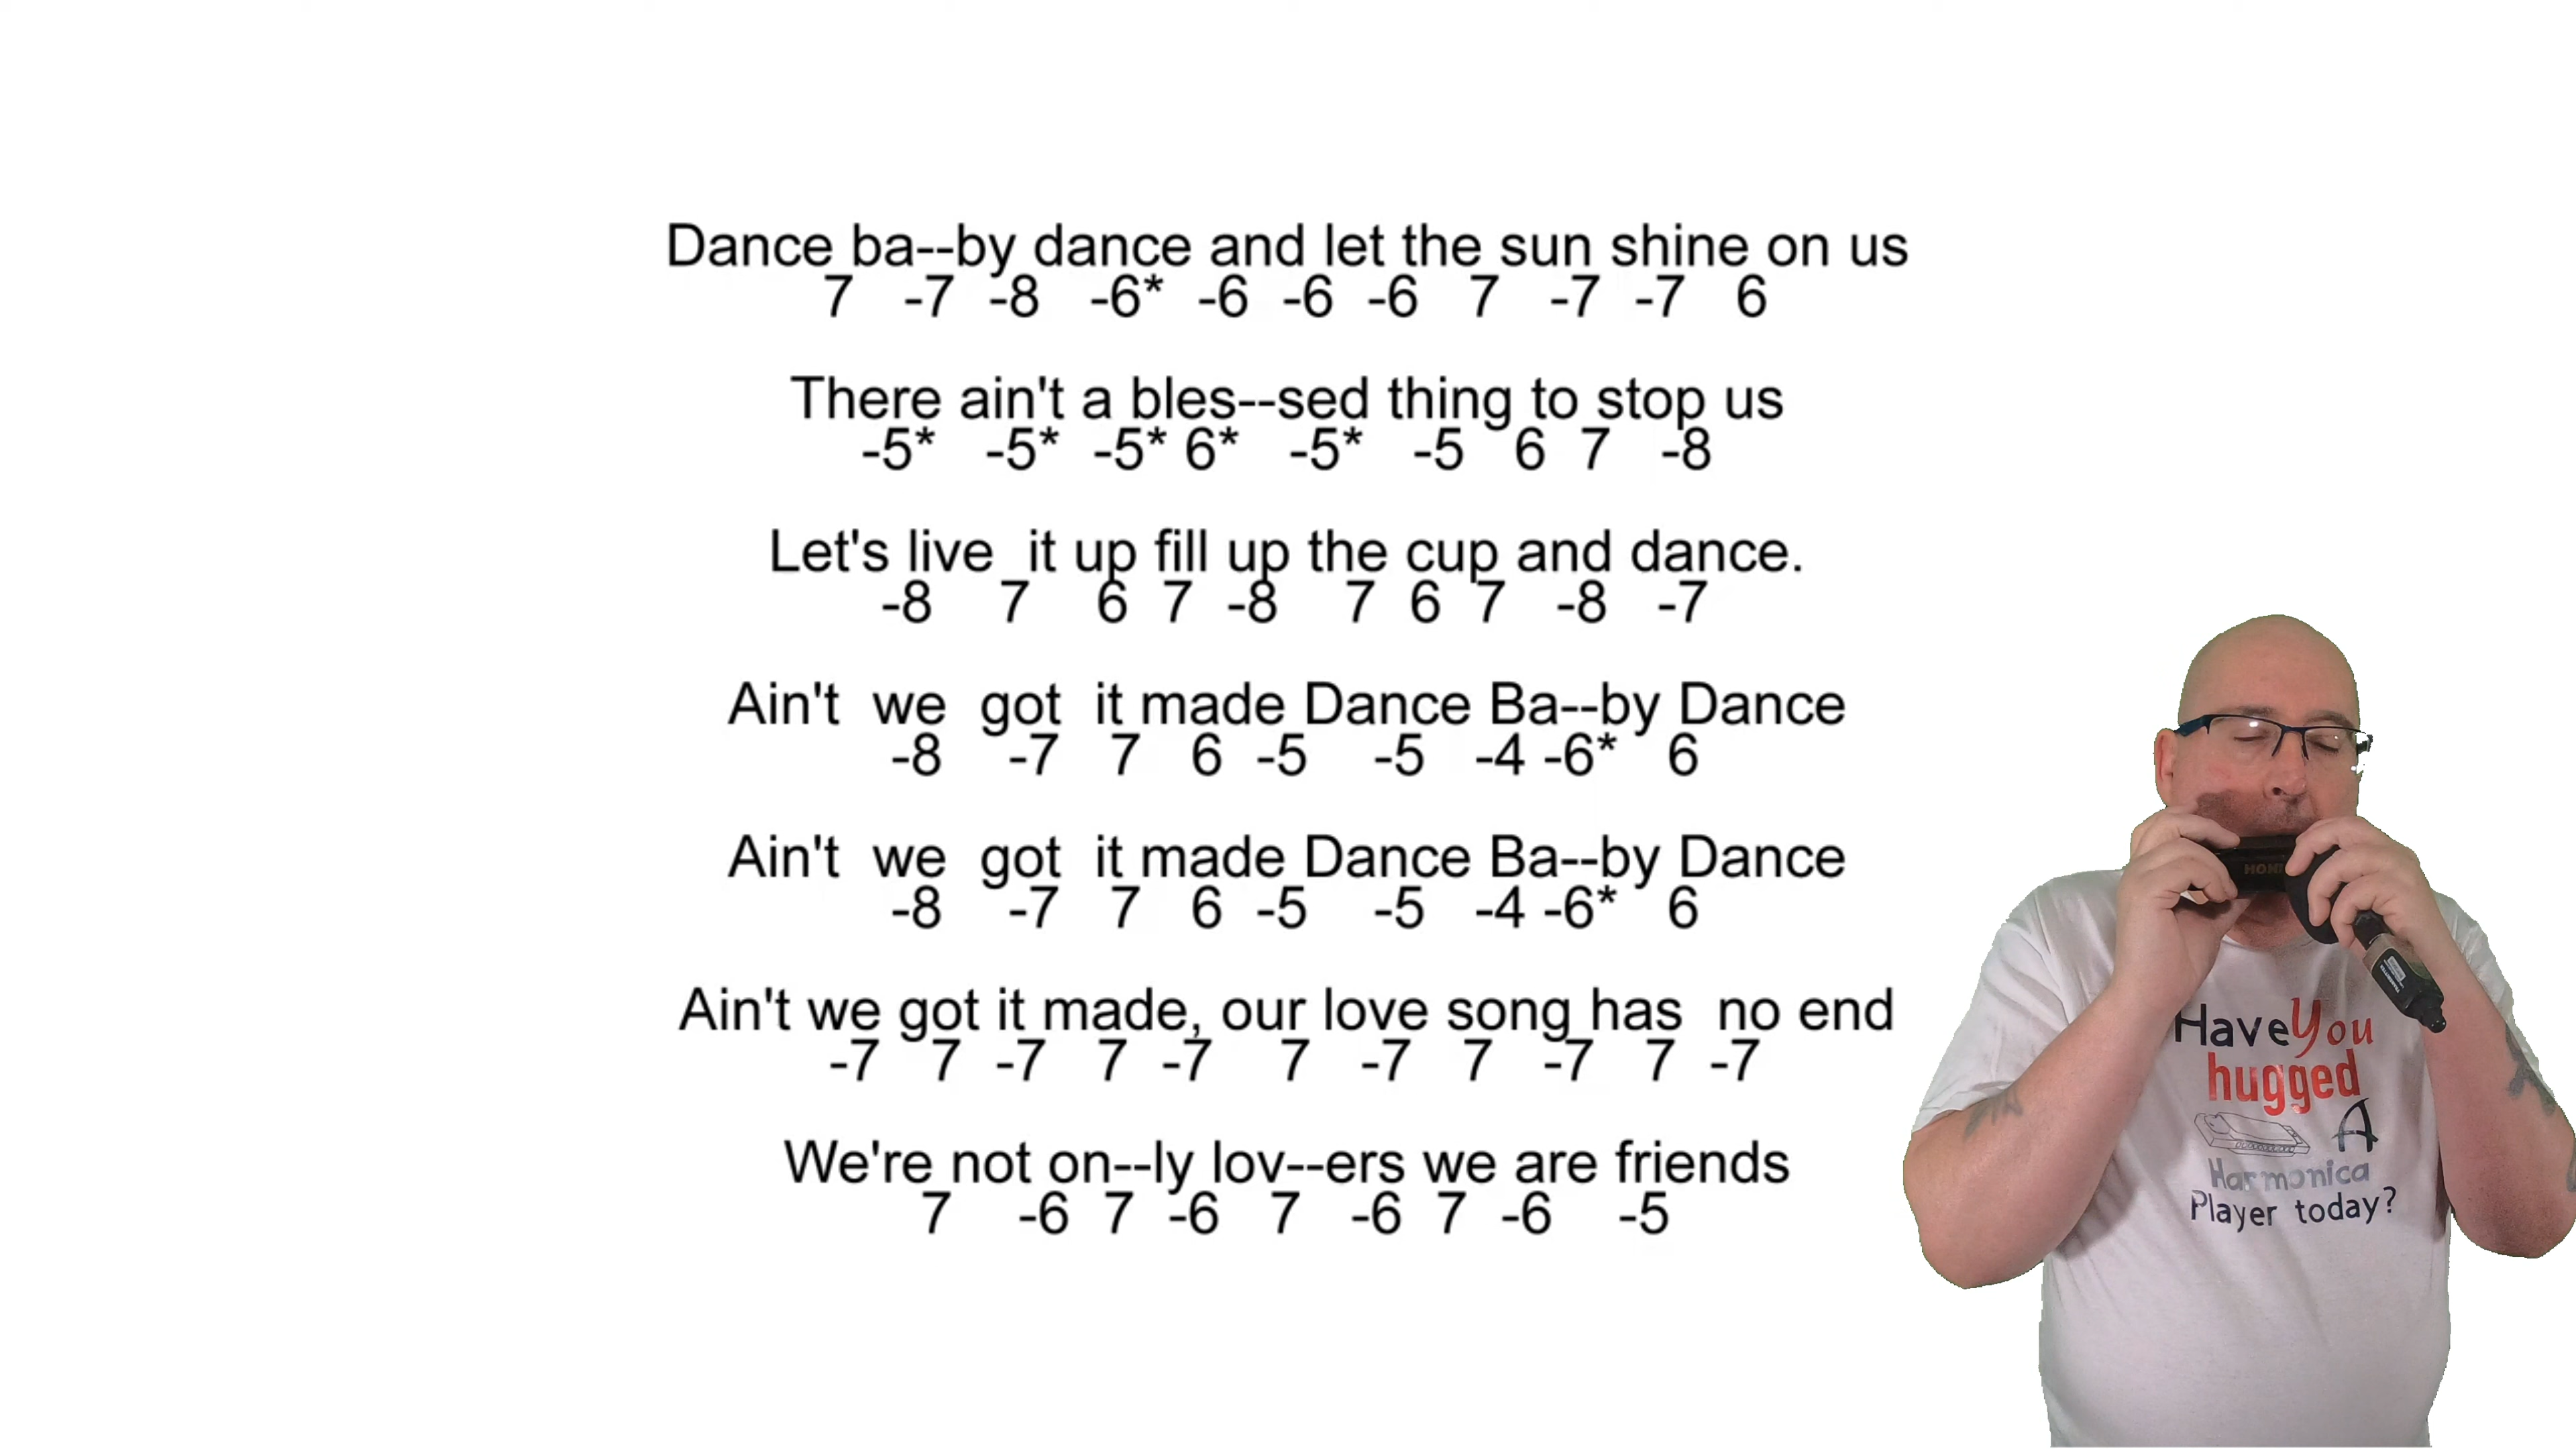 Dance ba--by dance and let the sun shine on us
7 -7 -8 -6* -6 -6 -6 7 -7 -7 6
There ain't a bles--sed thing to stop us
-5* -5* -5* 6* -5* -5 6 7 -8
Let's live it up fill up the cup and dance.
-8 7 6 7 -8 7 6 7 -8 -7
Ain't we got it made Dance Ba--by Dance
-8 -7 7 6 -5 -5 -4 -6* 6
Ain't we got it made Dance Ba--by Dance
-8 -7 7 6 -5 -5 -4 -6* 6
Ain't we got it made, our love song has no end
-7 7 -7 7 -7 7 -7 7 -7 7 -7
We're not on--ly lov--ers we are friends
7 -6 7 -6 7 -6 7 -6 -5
Have You
hugged
A
Harmonica
Player today?